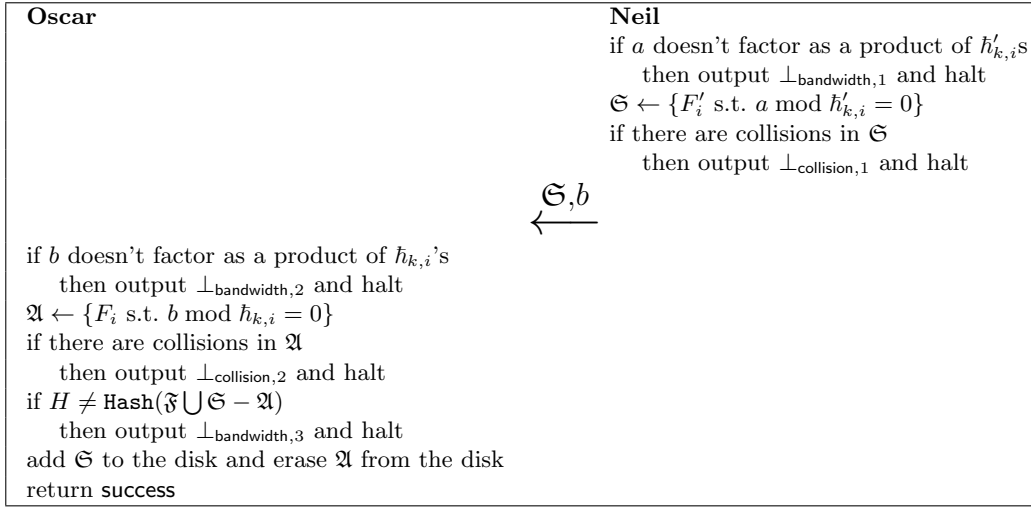 Oscar
Neil
if a doesn't factor as a product of ℏ′ₖ,ᵢs
then output ⊥bandwidth,1 and halt
𝔖 ← {F′ᵢ s.t. a mod ℏ′ₖ,ᵢ = 0}
if there are collisions in 𝔖
then output ⊥collision,1 and halt
𝔖,b
←
if b doesn't factor as a product of ℏₖ,ᵢ's
then output ⊥bandwidth,2 and halt
𝔄 ← {Fᵢ s.t. b mod ℏₖ,ᵢ = 0}
if there are collisions in 𝔄
then output ⊥collision,2 and halt
if H ≠ Hash(𝔉 ⋃ 𝔖 − 𝔄)
then output ⊥bandwidth,3 and halt
add 𝔖 to the disk and erase 𝔄 from the disk
return success